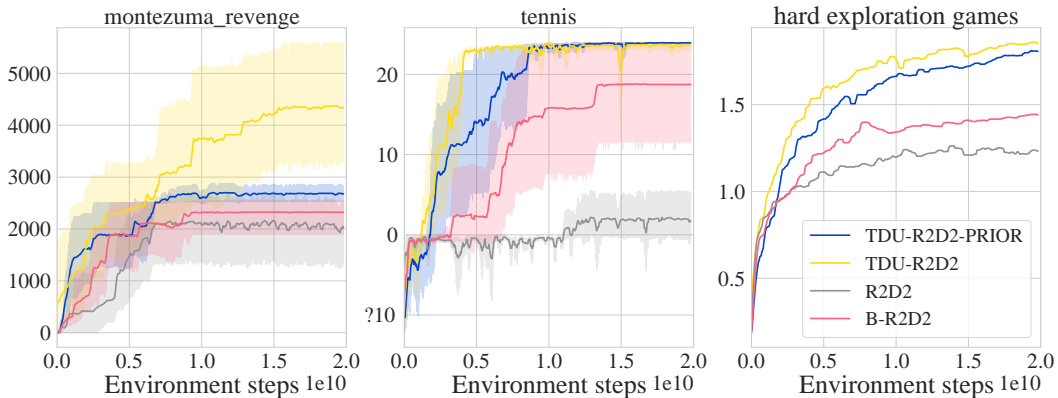 montezuma_revenge
5000
4000
3000
2000
1000
0
0.0 0.5 1.0 1.5 2.0
Environment steps 1e10
tennis
20
10
0
?10
0.0 0.5 1.0 1.5 2.0
Environment steps 1e10
hard exploration games
1.5
1.0
0.5
TDU-R2D2-PRIOR
TDU-R2D2
R2D2
B-R2D2
0.0 0.5 1.0 1.5 2.0
Environment steps 1e10